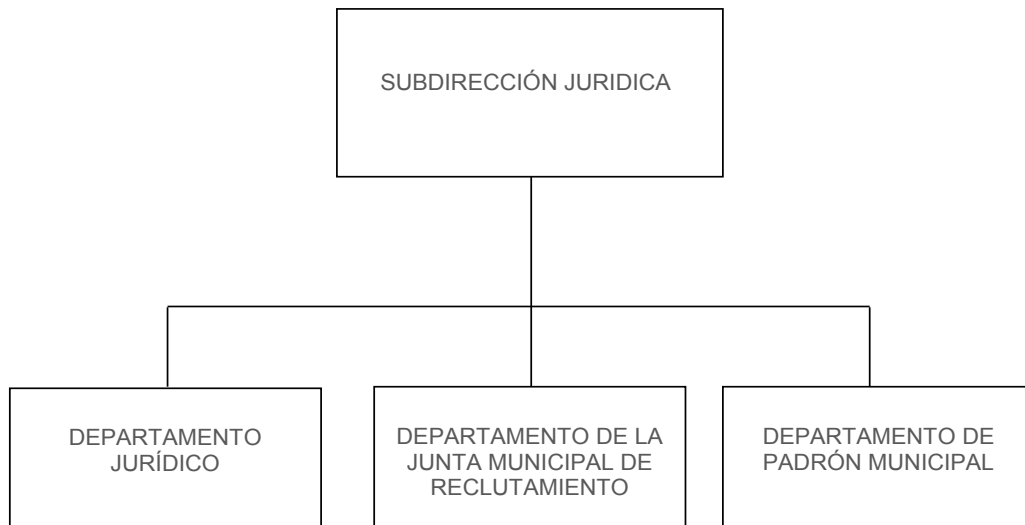 SUBDIRECCIÓN JURIDICA
DEPARTAMENTO
JURÍDICO
DEPARTAMENTO DE LA
JUNTA MUNICIPAL DE
RECLUTAMIENTO
DEPARTAMENTO DE
PADRÓN MUNICIPAL